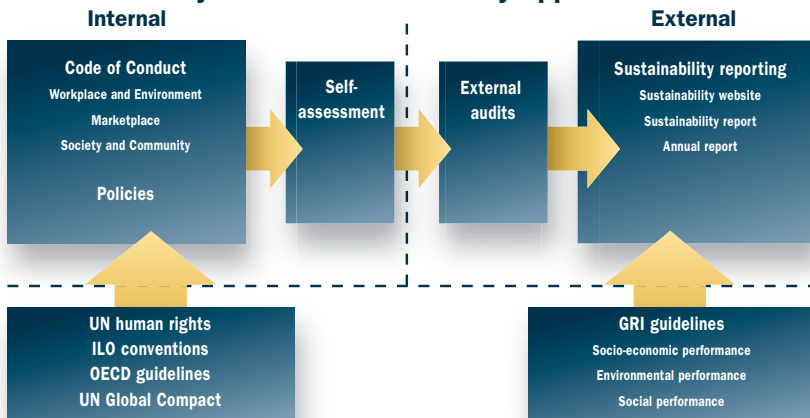 Internal
External
Code of Conduct
Workplace and Environment
Marketplace
Society and Community
Policies
Self-
assessment
External
audits
Sustainability reporting
Sustainability website
Sustainability report
Annual report
UN human rights
ILO conventions
OECD guidelines
UN Global Compact
GRI guidelines
Socio-economic performance
Environmental performance
Social performance